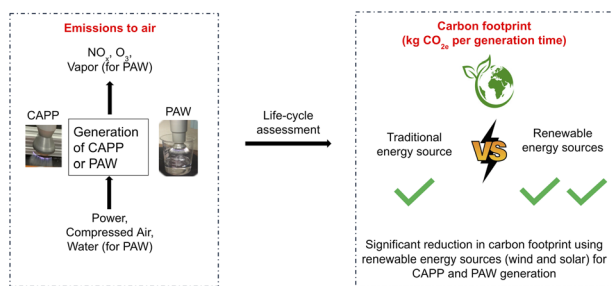 Emissions to air
NOx, O3,
Vapor (for PAW)
CAPP
PAW
Generation
of CAPP
or PAW
Power,
Compressed Air,
Water (for PAW)
Life-cycle
assessment
Carbon footprint
(kg CO2e per generation time)
Traditional
energy source
VS
Renewable
energy sources
Significant reduction in carbon footprint using
renewable energy sources (wind and solar) for
CAPP and PAW generation